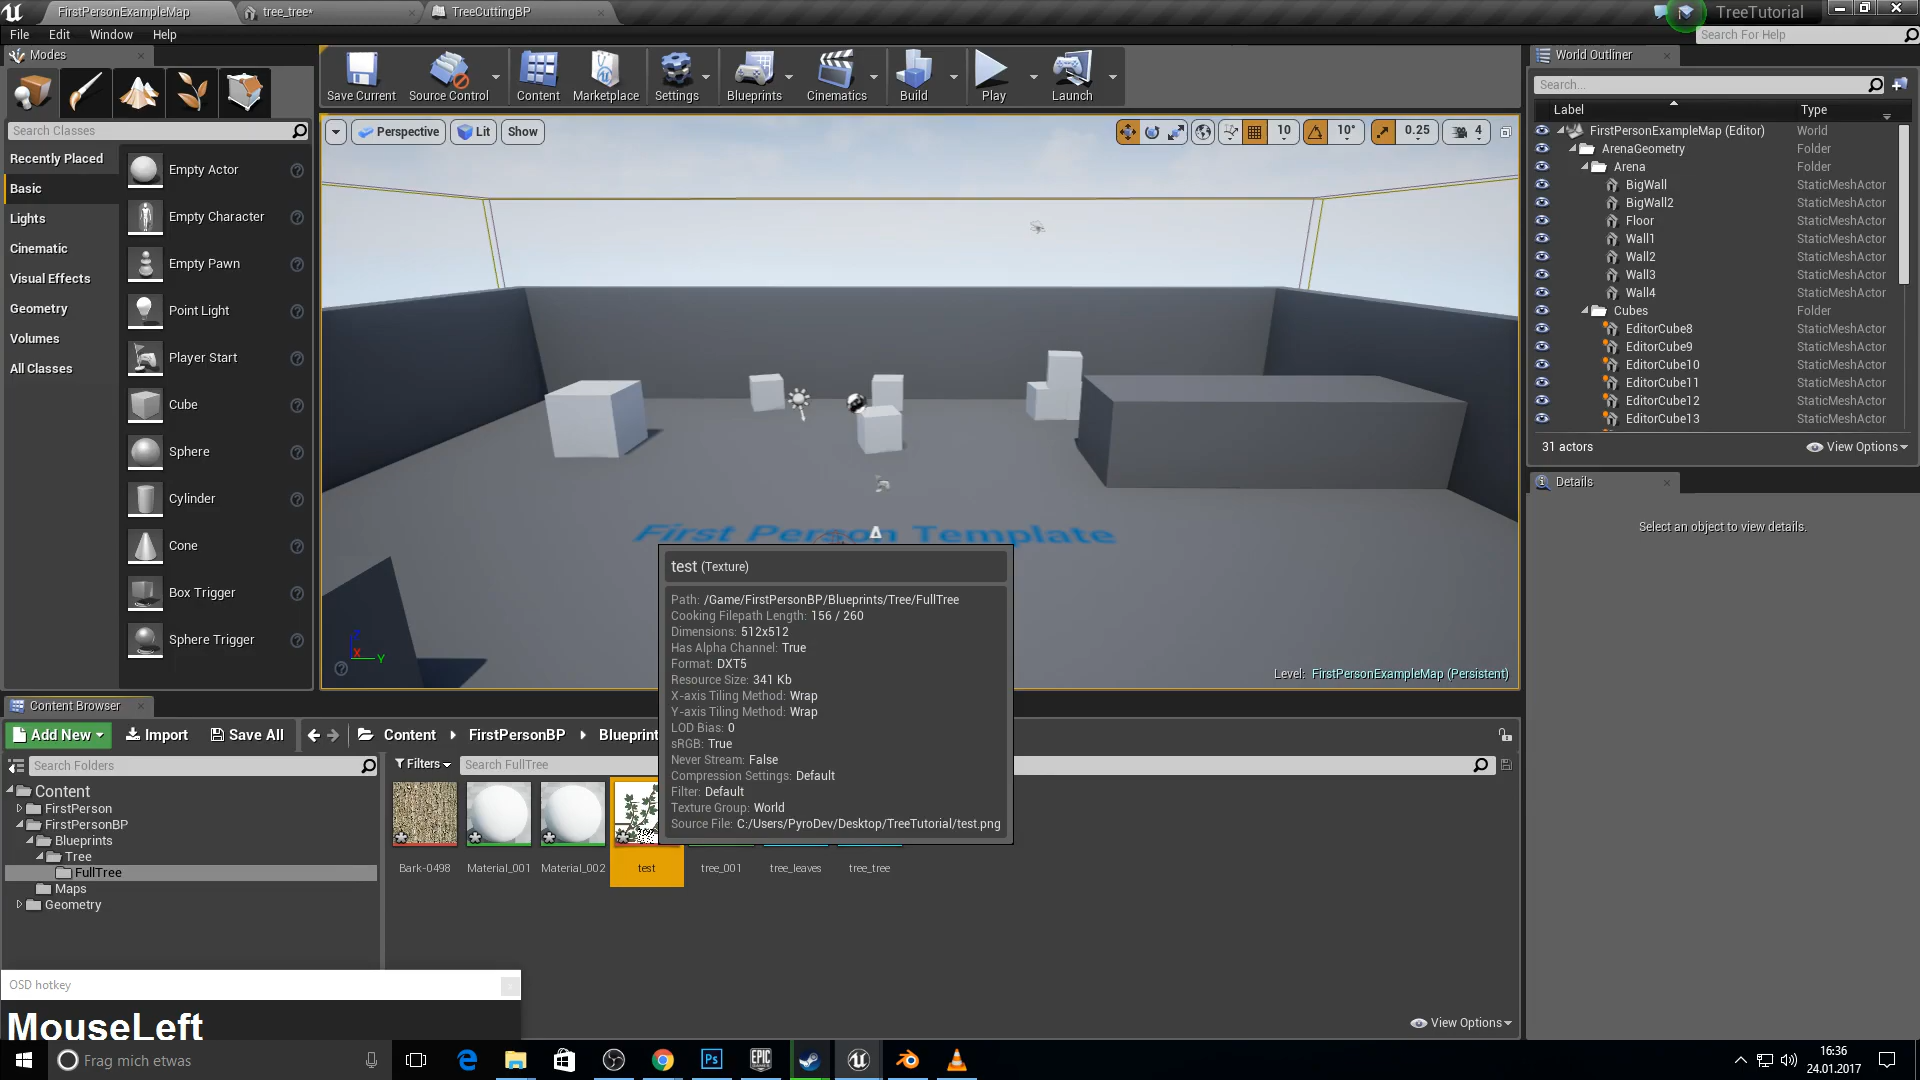 FirstPersonExampleMap
tree_tree*
TreeCuttingBP
TreeTutorial
File
Edit
Window
Help
Search For Help
Modes
Search Classes
Recently Placed
Basic
Lights
Cinematic
Visual Effects
Geometry
Volumes
All Classes
Empty Actor
Empty Character
Empty Pawn
Point Light
Player Start
Cube
Sphere
Cylinder
Cone
Box Trigger
Sphere Trigger
Save Current
Source Control
Content
Marketplace
Settings
Blueprints
Cinematics
Build
Play
Launch
Perspective
Lit
Show
10
10°
0.25
4
First Person Template
Level: FirstPersonExampleMap (Persistent)
X
Y
Z
test (Texture)
Path: /Game/FirstPersonBP/Blueprints/Tree/FullTree
Cooking Filepath Length: 156 / 260
Dimensions: 512x512
Has Alpha Channel: True
Format: DXT5
Resource Size: 341 Kb
X-axis Tiling Method: Wrap
Y-axis Tiling Method: Wrap
LOD Bias: 0
sRGB: True
Never Stream: False
Compression Settings: Default
Filter: Default
Texture Group: World
Source File: C:/Users/PyroDev/Desktop/TreeTutorial/test.png
World Outliner
Search...
Label
Type
FirstPersonExampleMap (Editor)
World
ArenaGeometry
Folder
Arena
Folder
BigWall
StaticMeshActor
BigWall2
StaticMeshActor
Floor
StaticMeshActor
Wall1
StaticMeshActor
Wall2
StaticMeshActor
Wall3
StaticMeshActor
Wall4
StaticMeshActor
Cubes
Folder
EditorCube8
StaticMeshActor
EditorCube9
StaticMeshActor
EditorCube10
StaticMeshActor
EditorCube11
StaticMeshActor
EditorCube12
StaticMeshActor
EditorCube13
StaticMeshActor
31 actors
View Options
Details
Select an object to view details.
Content Browser
Add New
Import
Save All
Content
FirstPersonBP
Blueprint
Search Folders
Filters
Search FullTree
Content
FirstPerson
FirstPersonBP
Blueprints
Tree
FullTree
Maps
Geometry
Bark-0498
Material_001
Material_002
test
tree_001
tree_leaves
tree_tree
View Options
OSD hotkey
MouseLeft
Frag mich etwas
Ps
EPIC
GAMES
16:36
24.01.2017